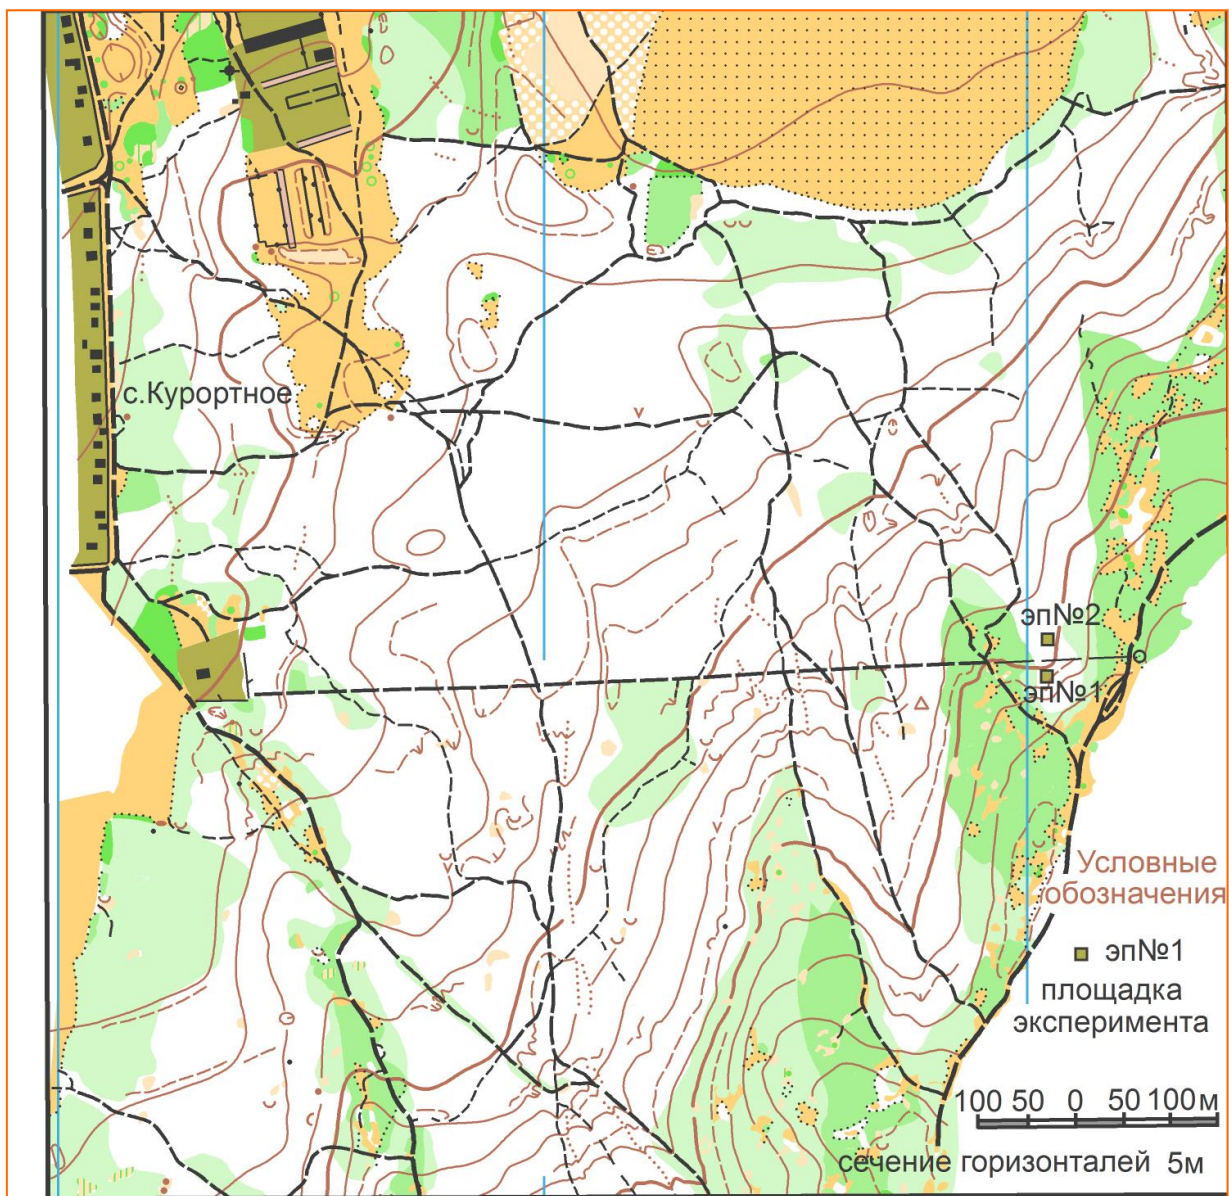 с.Курортное
эп№2
эп№1
Условные
обозначения
эп№1
площадка
эксперимента
100 50 0 50 100м
сечение горизонталей 5м